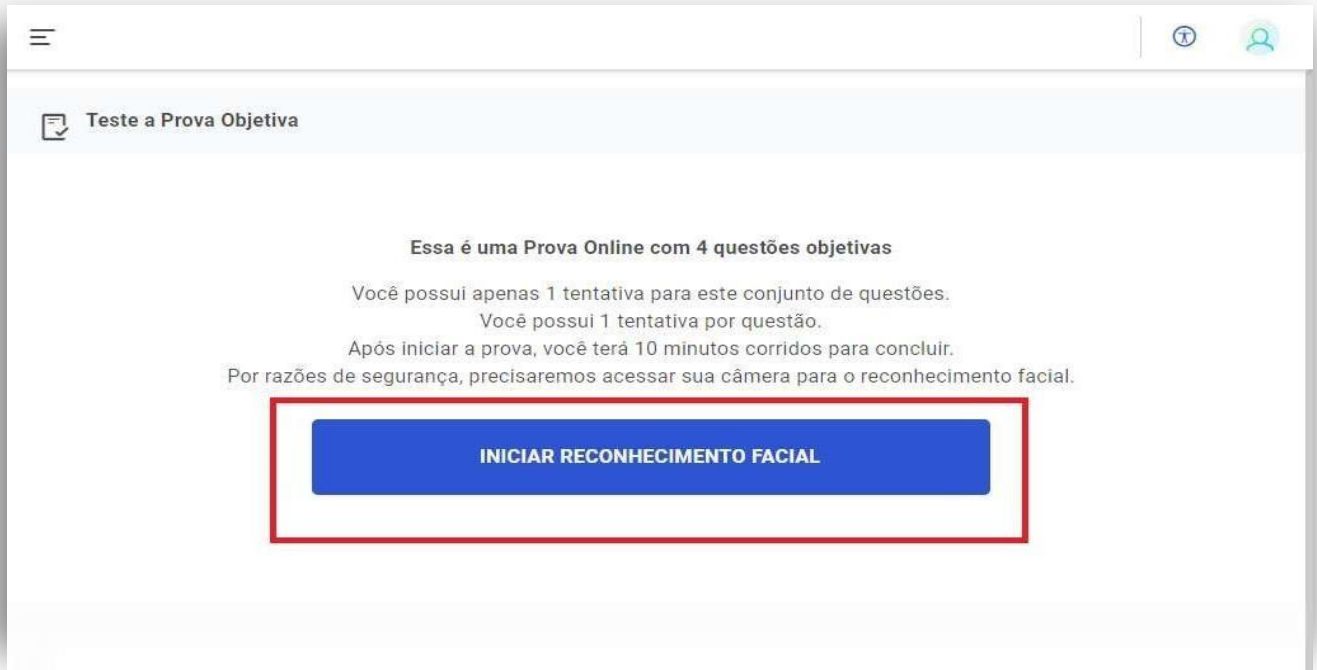 Teste a Prova Objetiva
Essa é uma Prova Online com 4 questões objetivas
Você possui apenas 1 tentativa para este conjunto de questões.
Você possui 1 tentativa por questão.
Após iniciar a prova, você terá 10 minutos corridos para concluir.
Por razões de segurança, precisaremos acessar sua câmera para o reconhecimento facial.
INICIAR RECONHECIMENTO FACIAL